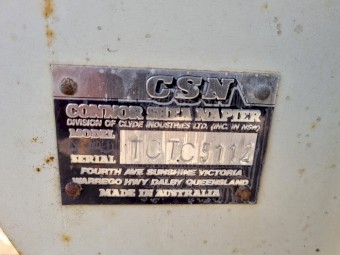 CSN
CONNOR SHEA NAPIER
DIVISION OF CLYDE INDUSTRIES LTD. (INC. IN NSW)
MODEL
SERIAL
FOURTH AVE SUNSHINE VICTORIA
WARREGO HWY DALBY QUEENSLAND
MADE IN AUSTRALIA